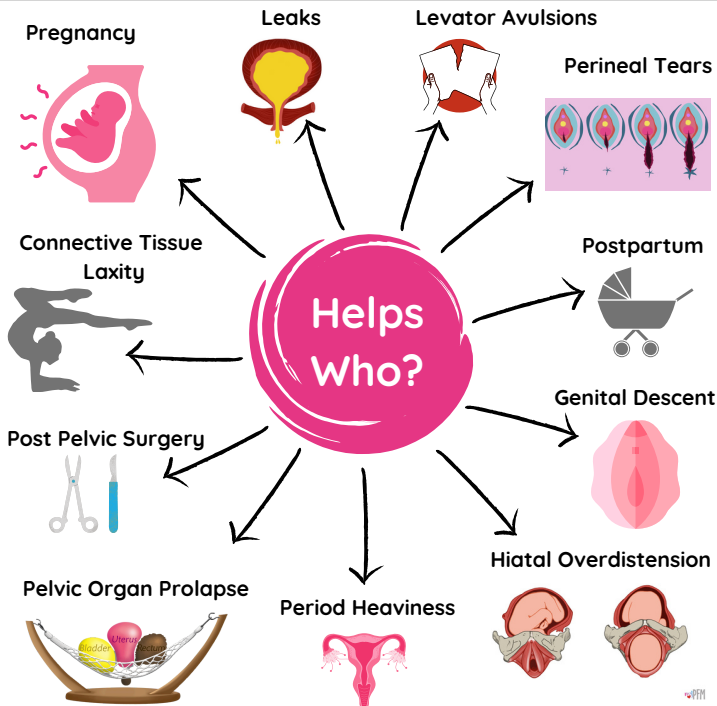 Pregnancy
Leaks
Levator Avulsions
Perineal Tears
Connective Tissue
Laxity
Helps
Who?
Postpartum
Genital Descent
Post Pelvic Surgery
Hiatal Overdistension
Pelvic Organ Prolapse
Bladder
Uterus
Rectum
Period Heaviness
PFM